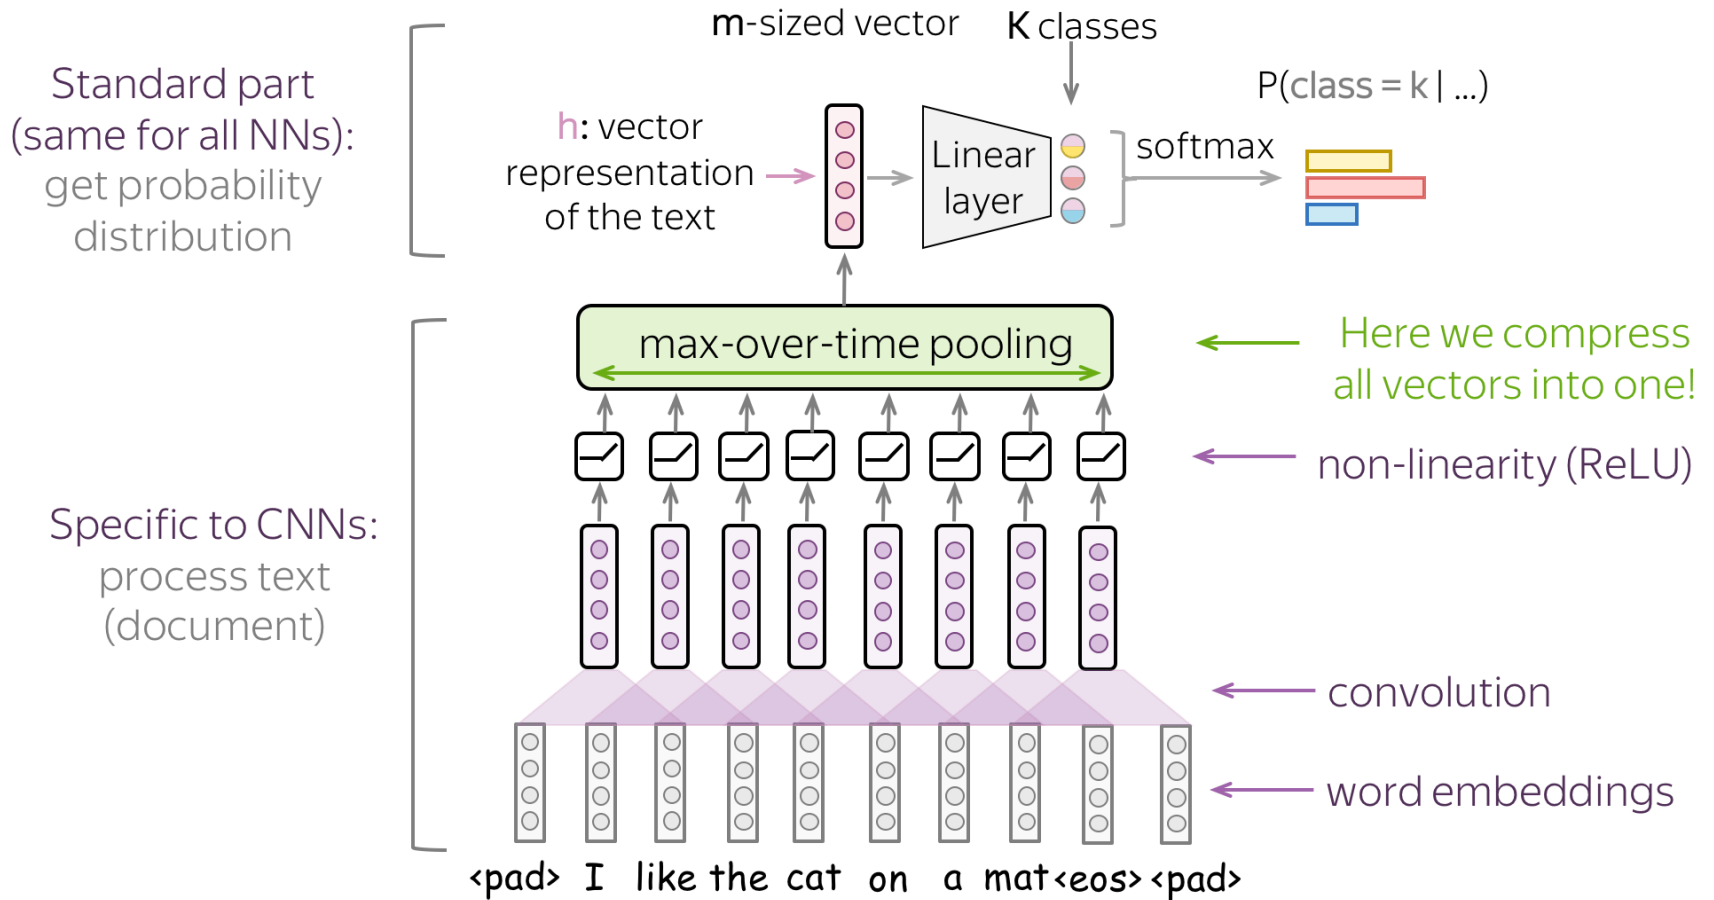 m-sized vector
K classes
Standard part
(same for all NNs):
get probability
distribution
h: vector
representation
of the text
Linear
layer
softmax
P(class = k | ...)
max-over-time pooling
Here we compress
all vectors into one!
non-linearity (ReLU)
Specific to CNNs:
process text
(document)
convolution
word embeddings
<pad> I like the cat on a mat <eos> <pad>